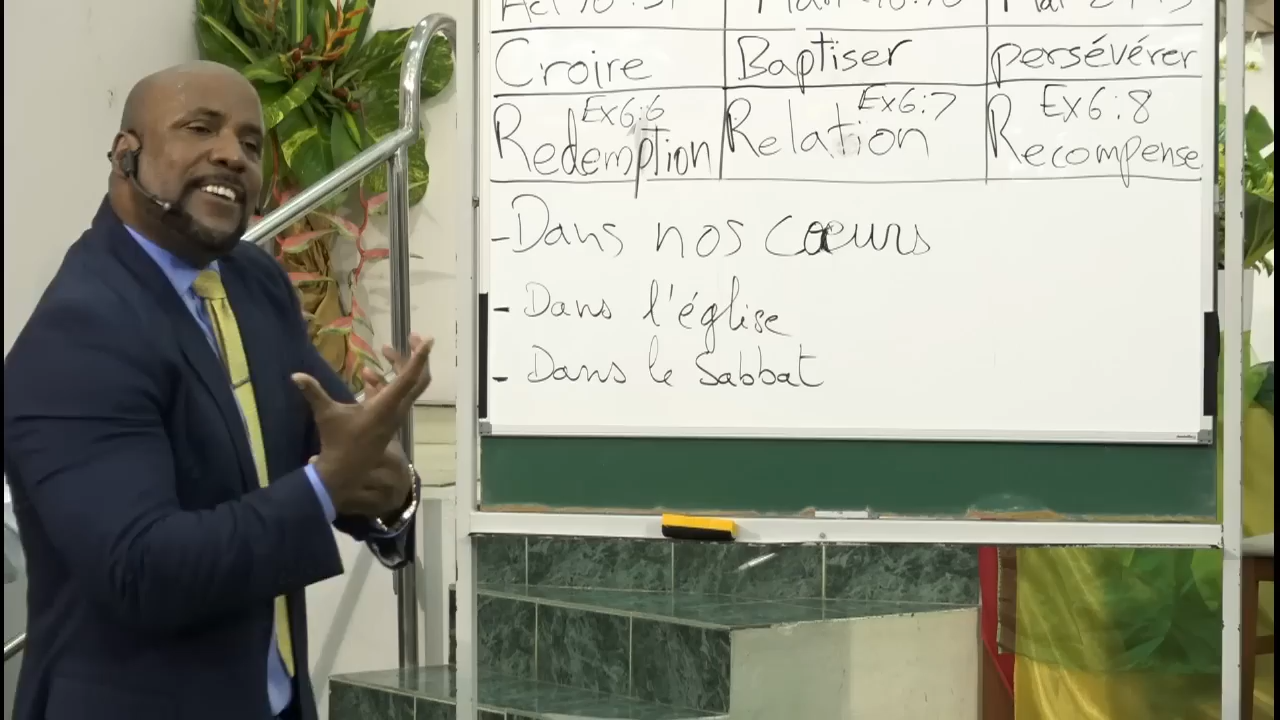 Croire Baptiser persévérer
Ex6:6 Ex6:7 Ex6:8
Redemption Relation Recompense
- Dans nos cœurs
- Dans l'église
- Dans le Sabbat